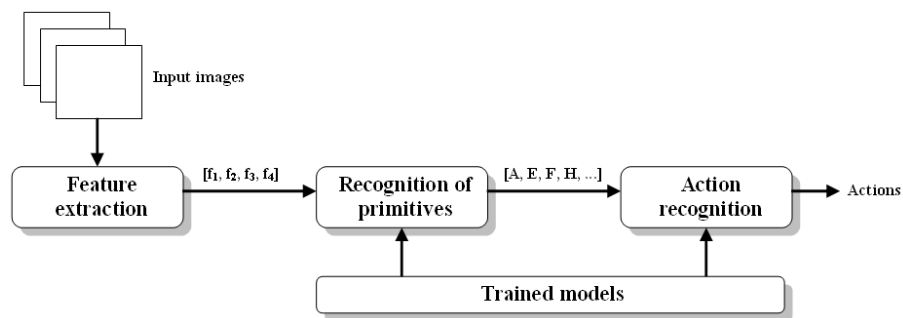 Input images
Feature
extraction
[f₁, f₂, f₃, f₄]
Recognition of
primitives
[A, E, F, H, ...]
Action
recognition
Actions
Trained models